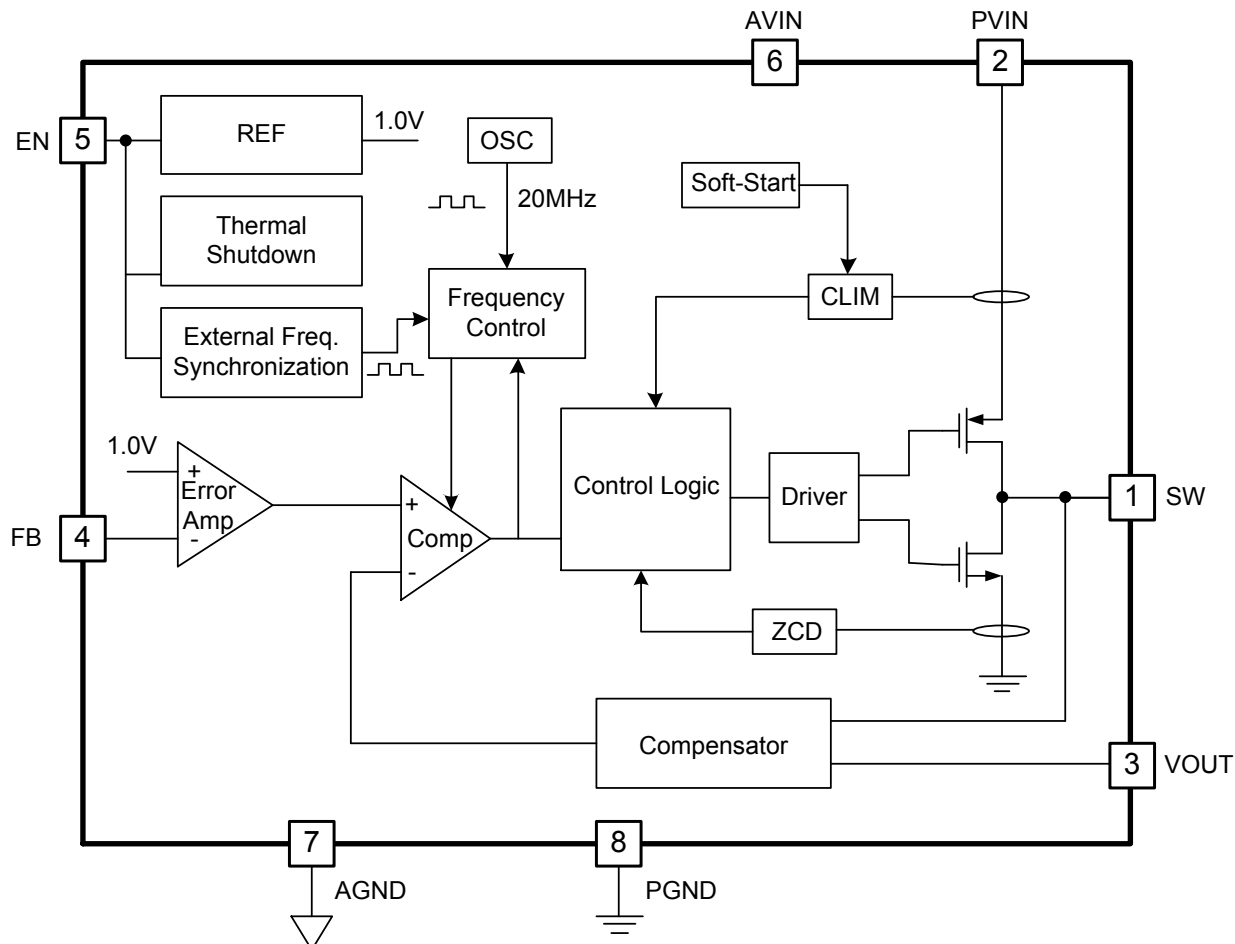 AVIN
PVIN
6
2
EN
5
REF
1.0V
OSC
20MHz
Soft-Start
Thermal
Shutdown
Frequency
Control
CLIM
External Freq.
Synchronization
1.0V
+
Error
Amp
-
FB
4
+
Comp
-
Control Logic
Driver
1
SW
ZCD
Compensator
3
VOUT
7
AGND
8
PGND